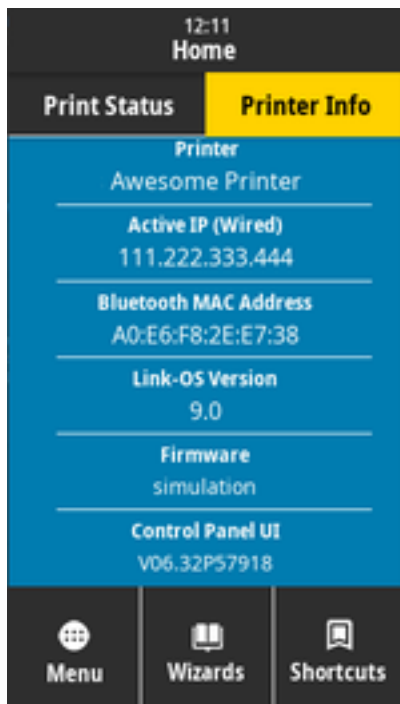 12:11
Home
Print Status
Printer Info
Printer
Awesome Printer
Active IP (Wired)
111.222.333.444
Bluetooth MAC Address
A0:E6:F8:2E:E7:38
Link-OS Version
9.0
Firmware
simulation
Control Panel UI
V06.32P57918
Menu
Wizards
Shortcuts